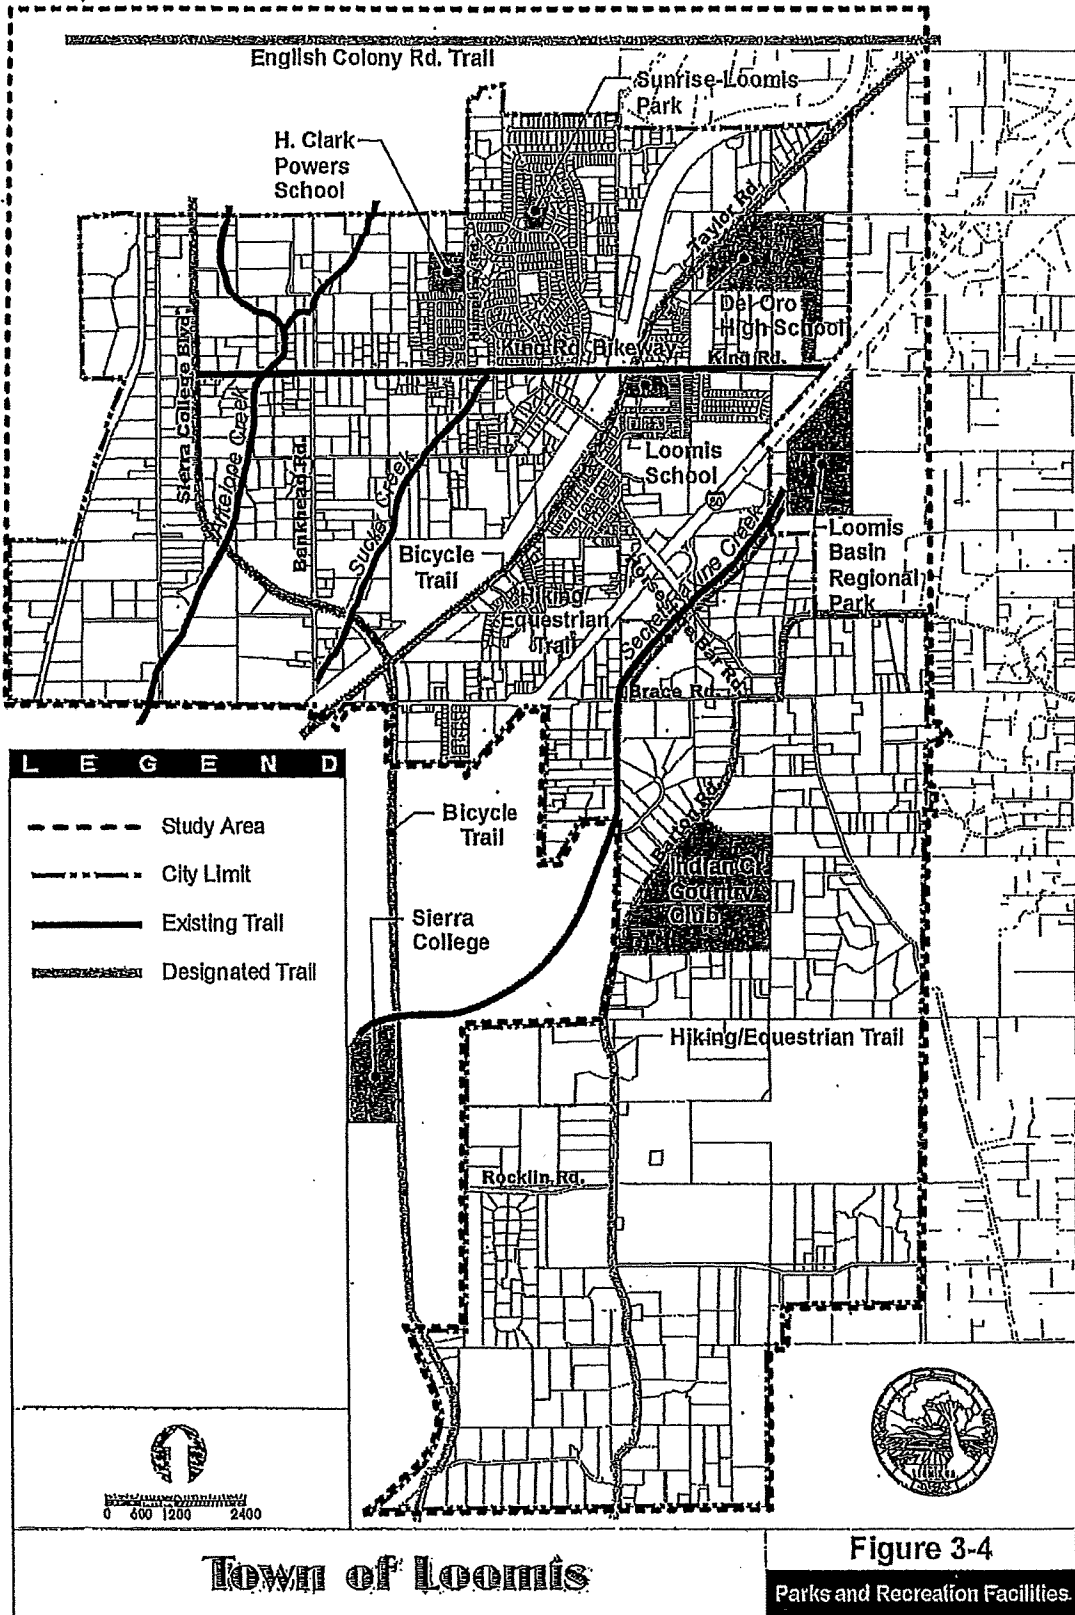 English Colony Rd. Trail
Sunrise-Loomis
Park
H. Clark
Powers
School
Taylor Rd.
Del Oro
High School
King Rd. Bikeway
King Rd.
Sierra College Blvd.
Antelope Creek
Bankhead Rd.
Sucker Creek
Loomis
School
80
Bicycle
Trail
Hiking/
Equestrian
Trail
Secret Ravine Creek
Loomis
Basin
Regional
Park
Brace Rd.
Barton Rd.
Indian Cr.
Country
Club
Bicycle
Trail
Sierra
College
Hiking/Equestrian Trail
Rocklin Rd.
LEGEND
Study Area
City Limit
Existing Trail
Designated Trail
0 600 1200 2400
Town of Loomis
Figure 3-4
Parks and Recreation Facilities